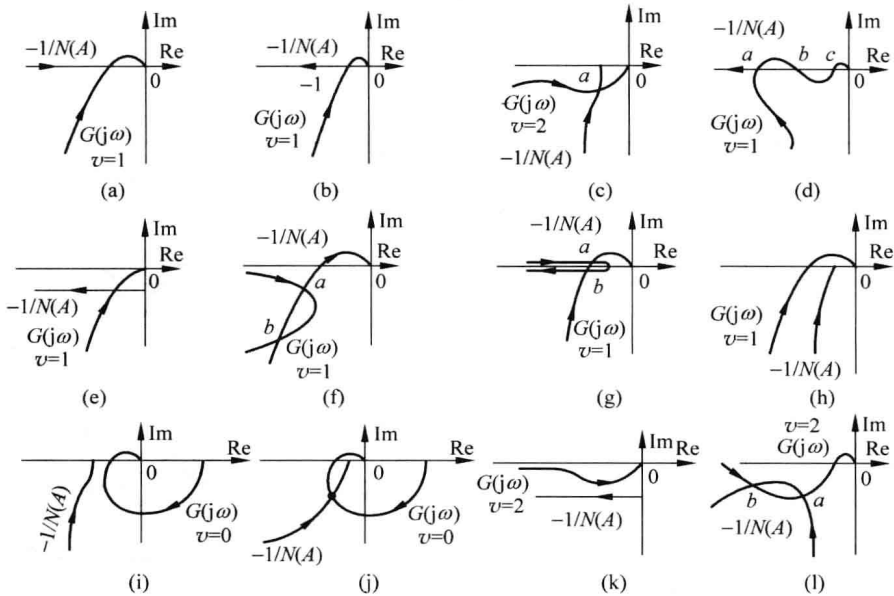 Im
−1/N(A)
Re
0
G(jω)
v=1
(a)
Im
−1/N(A)
Re
−1
0
G(jω)
v=1
(b)
Im
Re
a
0
G(jω)
v=2
−1/N(A)
(c)
−1/N(A)
Im
a
b
c
Re
0
G(jω)
v=1
(d)
Im
Re
0
−1/N(A)
G(jω)
v=1
(e)
Im
−1/N(A)
Re
a
0
b
G(jω)
v=1
(f)
−1/N(A)
Im
a
Re
b
0
G(jω)
v=1
(g)
Im
Re
0
G(jω)
v=1
−1/N(A)
(h)
Im
Re
0
−1/N(A)
G(jω)
v=0
(i)
Im
Re
0
G(jω)
v=0
−1/N(A)
(j)
Im
Re
0
G(jω)
v=2
−1/N(A)
(k)
v=2
Im
G(jω)
Re
0
b
a
−1/N(A)
(l)